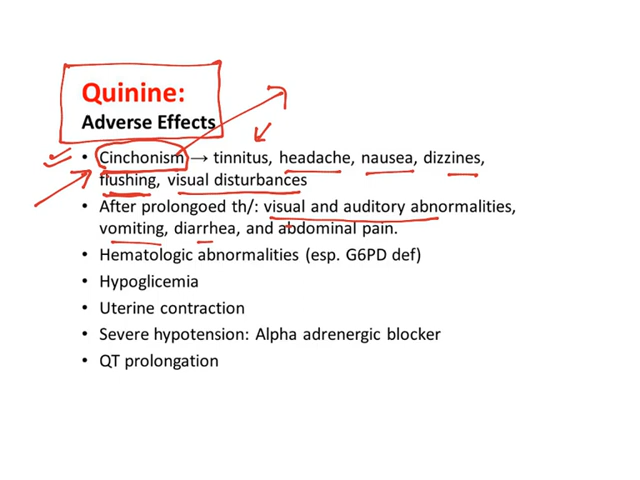 Quinine:
Adverse Effects
• Cinchonism → tinnitus, headache, nausea, dizzines,
flushing, visual disturbances
• After prolongoed th/: visual and auditory abnormalities,
vomiting, diarrhea, and abdominal pain.
• Hematologic abnormalities (esp. G6PD def)
• Hypoglicemia
• Uterine contraction
• Severe hypotension: Alpha adrenergic blocker
• QT prolongation